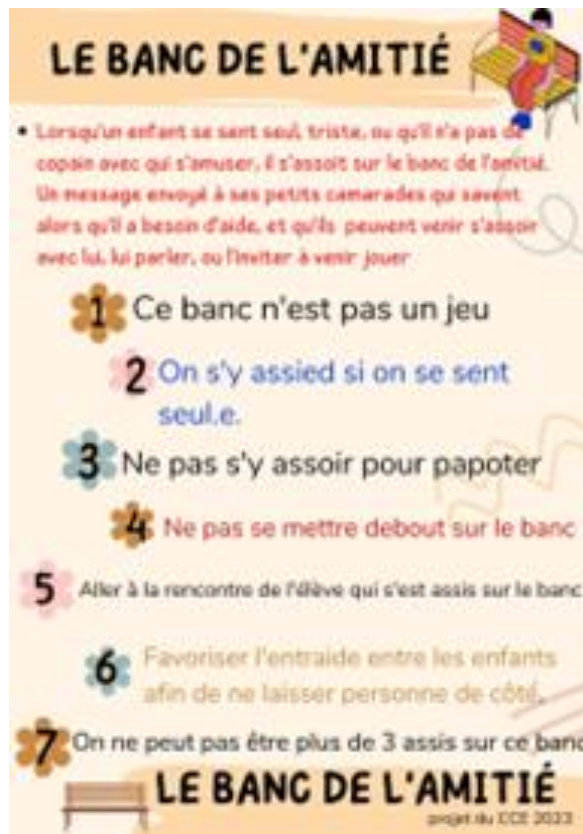 LE BANC DE L'AMITIÉ
• Lorsqu'un enfant se sent seul, triste, ou qu'il n'a pas de
copain avec qui s'amuser, il s'assoit sur le banc de l'amitié.
Un message envoyé à ses petits camarades qui savent
alors qu'il a besoin d'aide, et qu'ils peuvent venir s'assoir
avec lui, lui parler, ou l'inviter à venir jouer
1 Ce banc n'est pas un jeu
2 On s'y assied si on se sent
seul.e.
3 Ne pas s'y assoir pour papoter
4 Ne pas se mettre debout sur le banc
5 Aller à la rencontre de l'élève qui s'est assis sur le banc
6 Favoriser l'entraide entre les enfants
afin de ne laisser personne de côté.
7 On ne peut pas être plus de 3 assis sur ce banc
LE BANC DE L'AMITIÉ
projet du CCE 2023